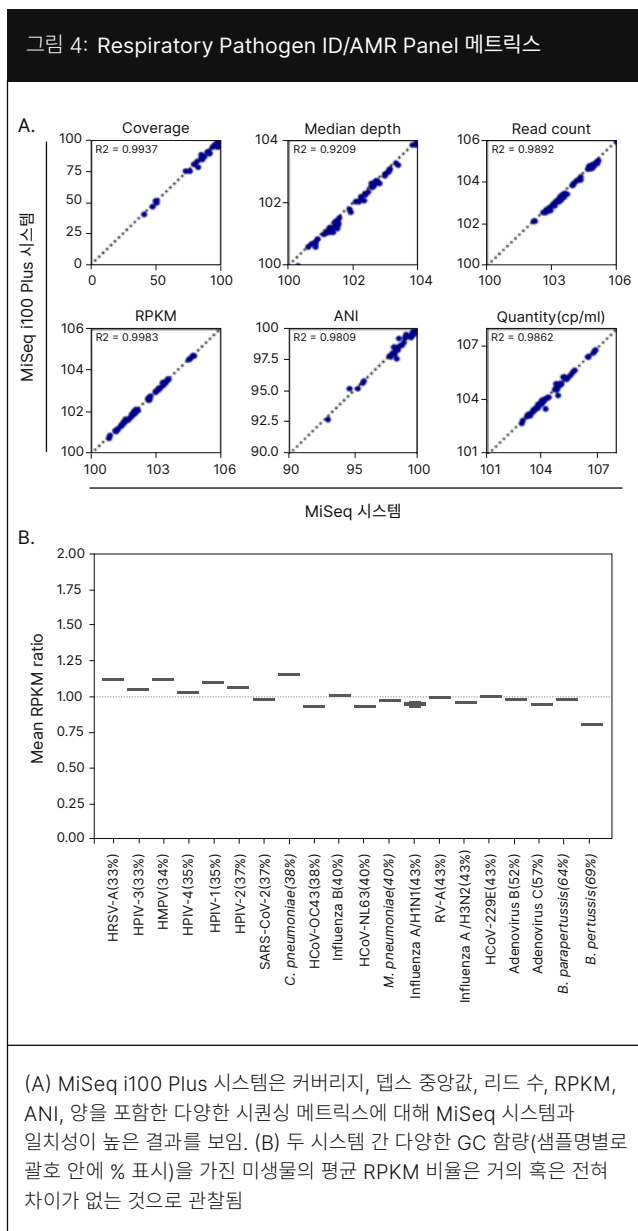 그림 4: Respiratory Pathogen ID/AMR Panel 메트릭스
A.
MiSeq i100 Plus 시스템
Coverage
R2 = 0.9937
100
75
50
25
0
0 50 100
Median depth
R2 = 0.9209
104
102
100
100 102 104
Read count
R2 = 0.9892
106
104
102
100
100 103 106
RPKM
R2 = 0.9983
106
104
102
100
100 103 106
ANI
R2 = 0.9809
100
97.5
95.0
92.5
90.0
90 95 100
Quantity(cp/ml)
R2 = 0.9862
107
104
101
101 104 107
MiSeq 시스템
B.
Mean RPKM ratio
2.00
1.75
1.50
1.25
1.00
0.75
0.50
0.25
0.00
HRSV-A(33%)
HPIV-3(33%)
HMPV(34%)
HPIV-4(35%)
HPIV-1(35%)
HPIV-2(37%)
SARS-CoV-2(37%)
C. pneumoniae(38%)
HCoV-OC43(38%)
Influenza B(40%)
HCoV-NL63(40%)
M. pneumoniae(40%)
Influenza A/H1N1(43%)
RV-A(43%)
Influenza A /H3N2(43%)
HCoV-229E(43%)
Adenovirus B(52%)
Adenovirus C(57%)
B. parapertussis(64%)
B. pertussis(69%)
(A) MiSeq i100 Plus 시스템은 커버리지, 뎁스 중앙값, 리드 수, RPKM,
ANI, 양을 포함한 다양한 시퀀싱 메트릭스에 대해 MiSeq 시스템과
일치성이 높은 결과를 보임. (B) 두 시스템 간 다양한 GC 함량(샘플명별로
괄호 안에 % 표시)을 가진 미생물의 평균 RPKM 비율은 거의 혹은 전혀
차이가 없는 것으로 관찰됨